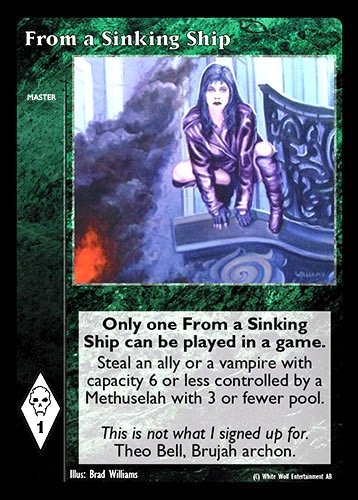 From a Sinking Ship
MASTER
WILLIAMS
Only one From a Sinking
Ship can be played in a game.
Steal an ally or a vampire with
capacity 6 or less controlled by a
Methuselah with 3 or fewer pool.
This is not what I signed up for.
Theo Bell, Brujah archon.
1
Illus: Brad Williams
(C) White Wolf Entertainment AB